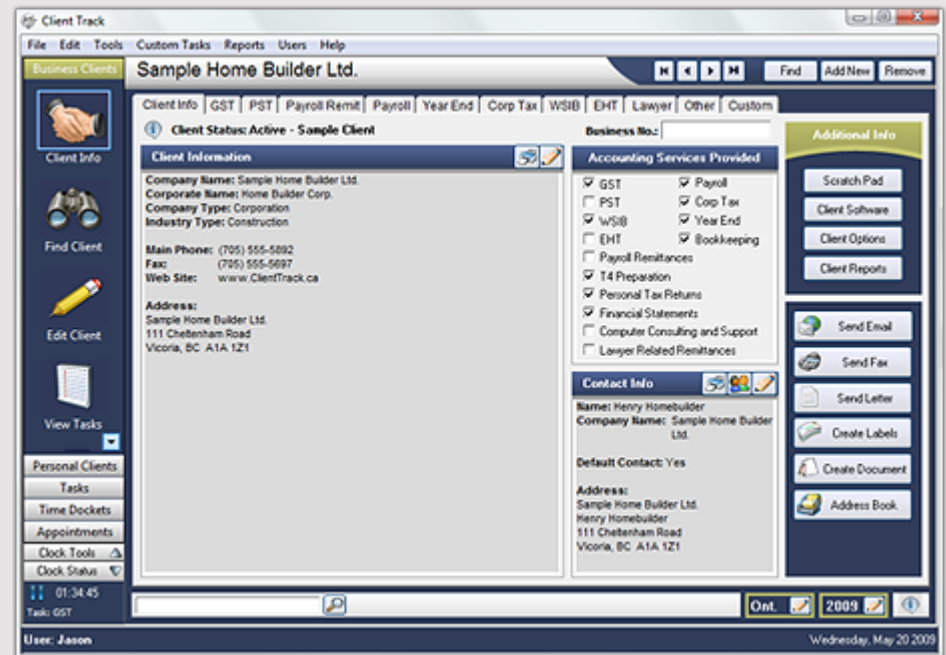 Client Track
File Edit Tools Custom Tasks Reports Users Help
Business Clients
Sample Home Builder Ltd.
Find
Add New
Remove
Client Info
Find Client
Edit Client
View Tasks
Personal Clients
Tasks
Time Dockets
Appointments
Clock Tools
Clock Status
01:34:45
Task: GST
Client Info GST PST Payroll Remit Payroll Year End Corp Tax WSIB EHT Lawyer Other Custom
Client Status: Active - Sample Client
Client Information
Company Name: Sample Home Builder Ltd.
Corporate Name: Home Builder Corp.
Company Type: Corporation
Industry Type: Construction
Main Phone: (705) 555-5892
Fax: (705) 555-5697
Web Site: www.ClientTrack.ca
Address:
Sample Home Builder Ltd.
111 Cheltenham Road
Vicoria, BC A1A 1Z1
Business No.:
Accounting Services Provided
GST
Payroll
PST
Corp Tax
WSIB
Year End
EHT
Bookkeeping
Payroll Remittances
T4 Preparation
Personal Tax Returns
Financial Statements
Computer Consulting and Support
Lawyer Related Remittances
Contact Info
Name: Henry Homebuilder
Company Name: Sample Home Builder
Ltd.
Default Contact: Yes
Address:
Sample Home Builder Ltd.
Henry Homebuilder
111 Cheltenham Road
Vicoria, BC A1A 1Z1
Additional Info
Scratch Pad
Client Software
Client Options
Client Reports
Send Email
Send Fax
Send Letter
Create Labels
Create Document
Address Book
Ont.
2009
User: Jason
Wednesday, May 20 2009